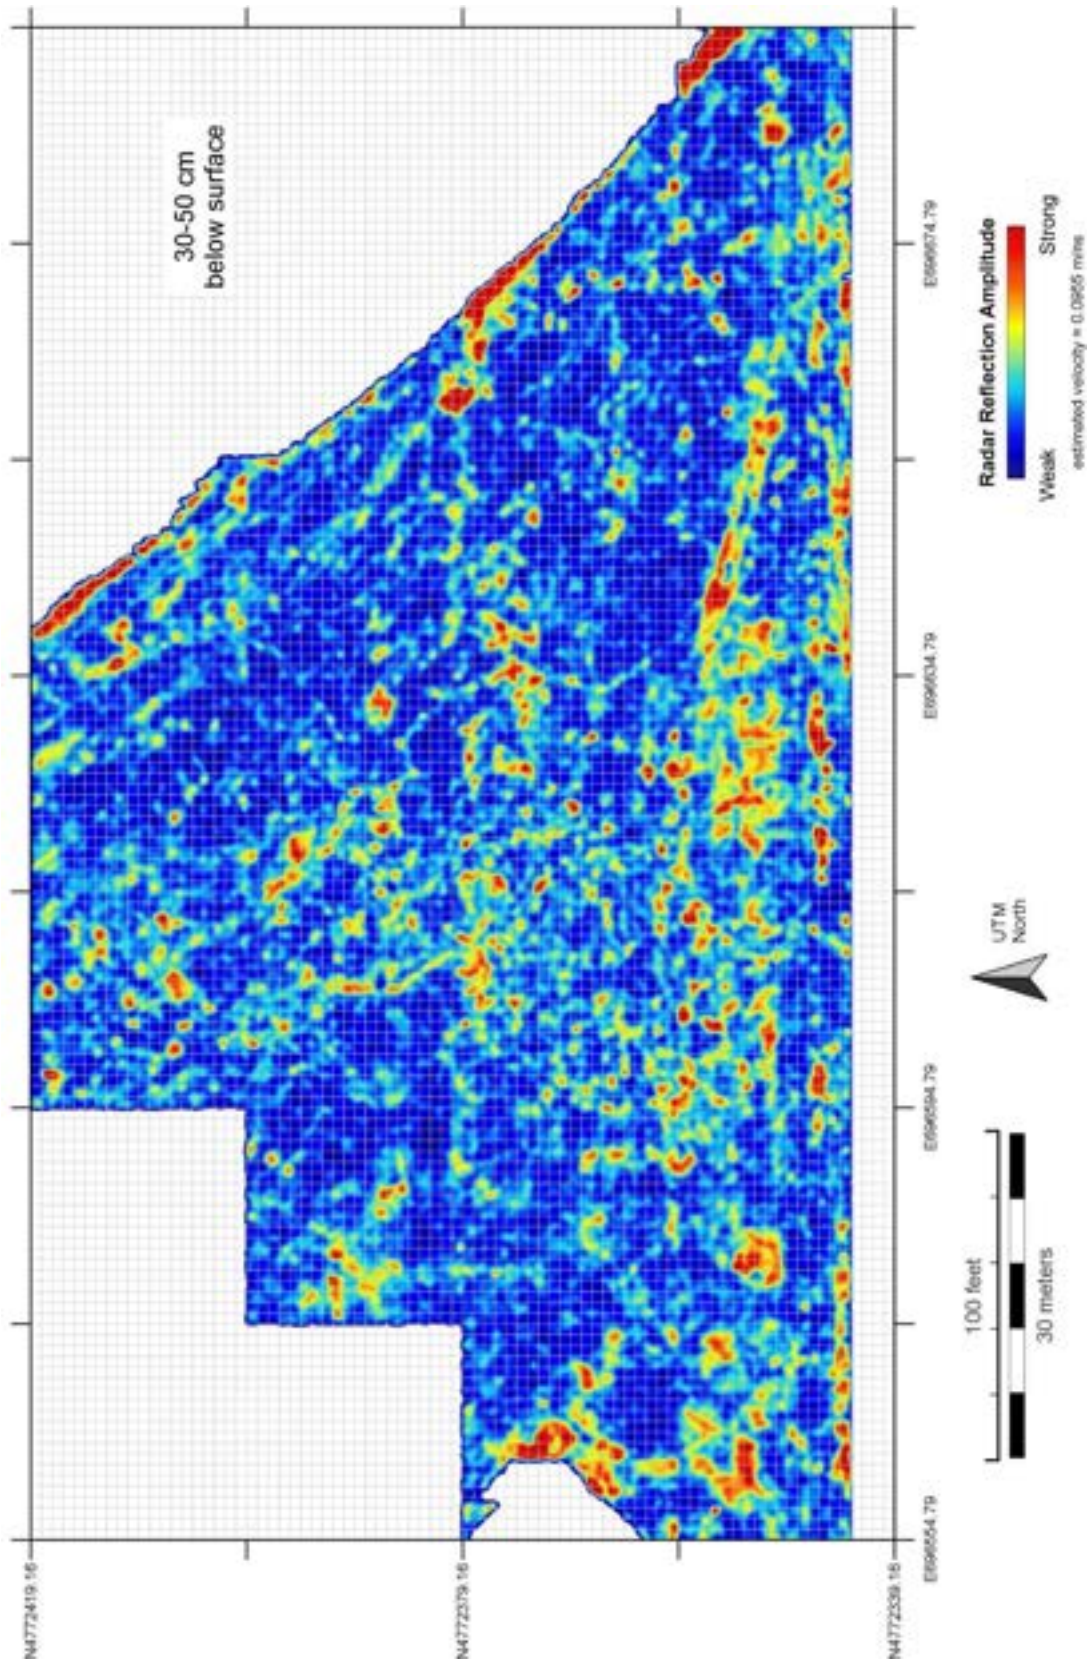 30-50 cm
below surface
N4772419.16
N4772379.16
N4772339.16
E696554.79
E696594.79
E696634.79
E696674.79
100 feet
30 meters
UTM
North
Radar Reflection Amplitude
Weak
Strong
estimated velocity = 0.0965 m/ns